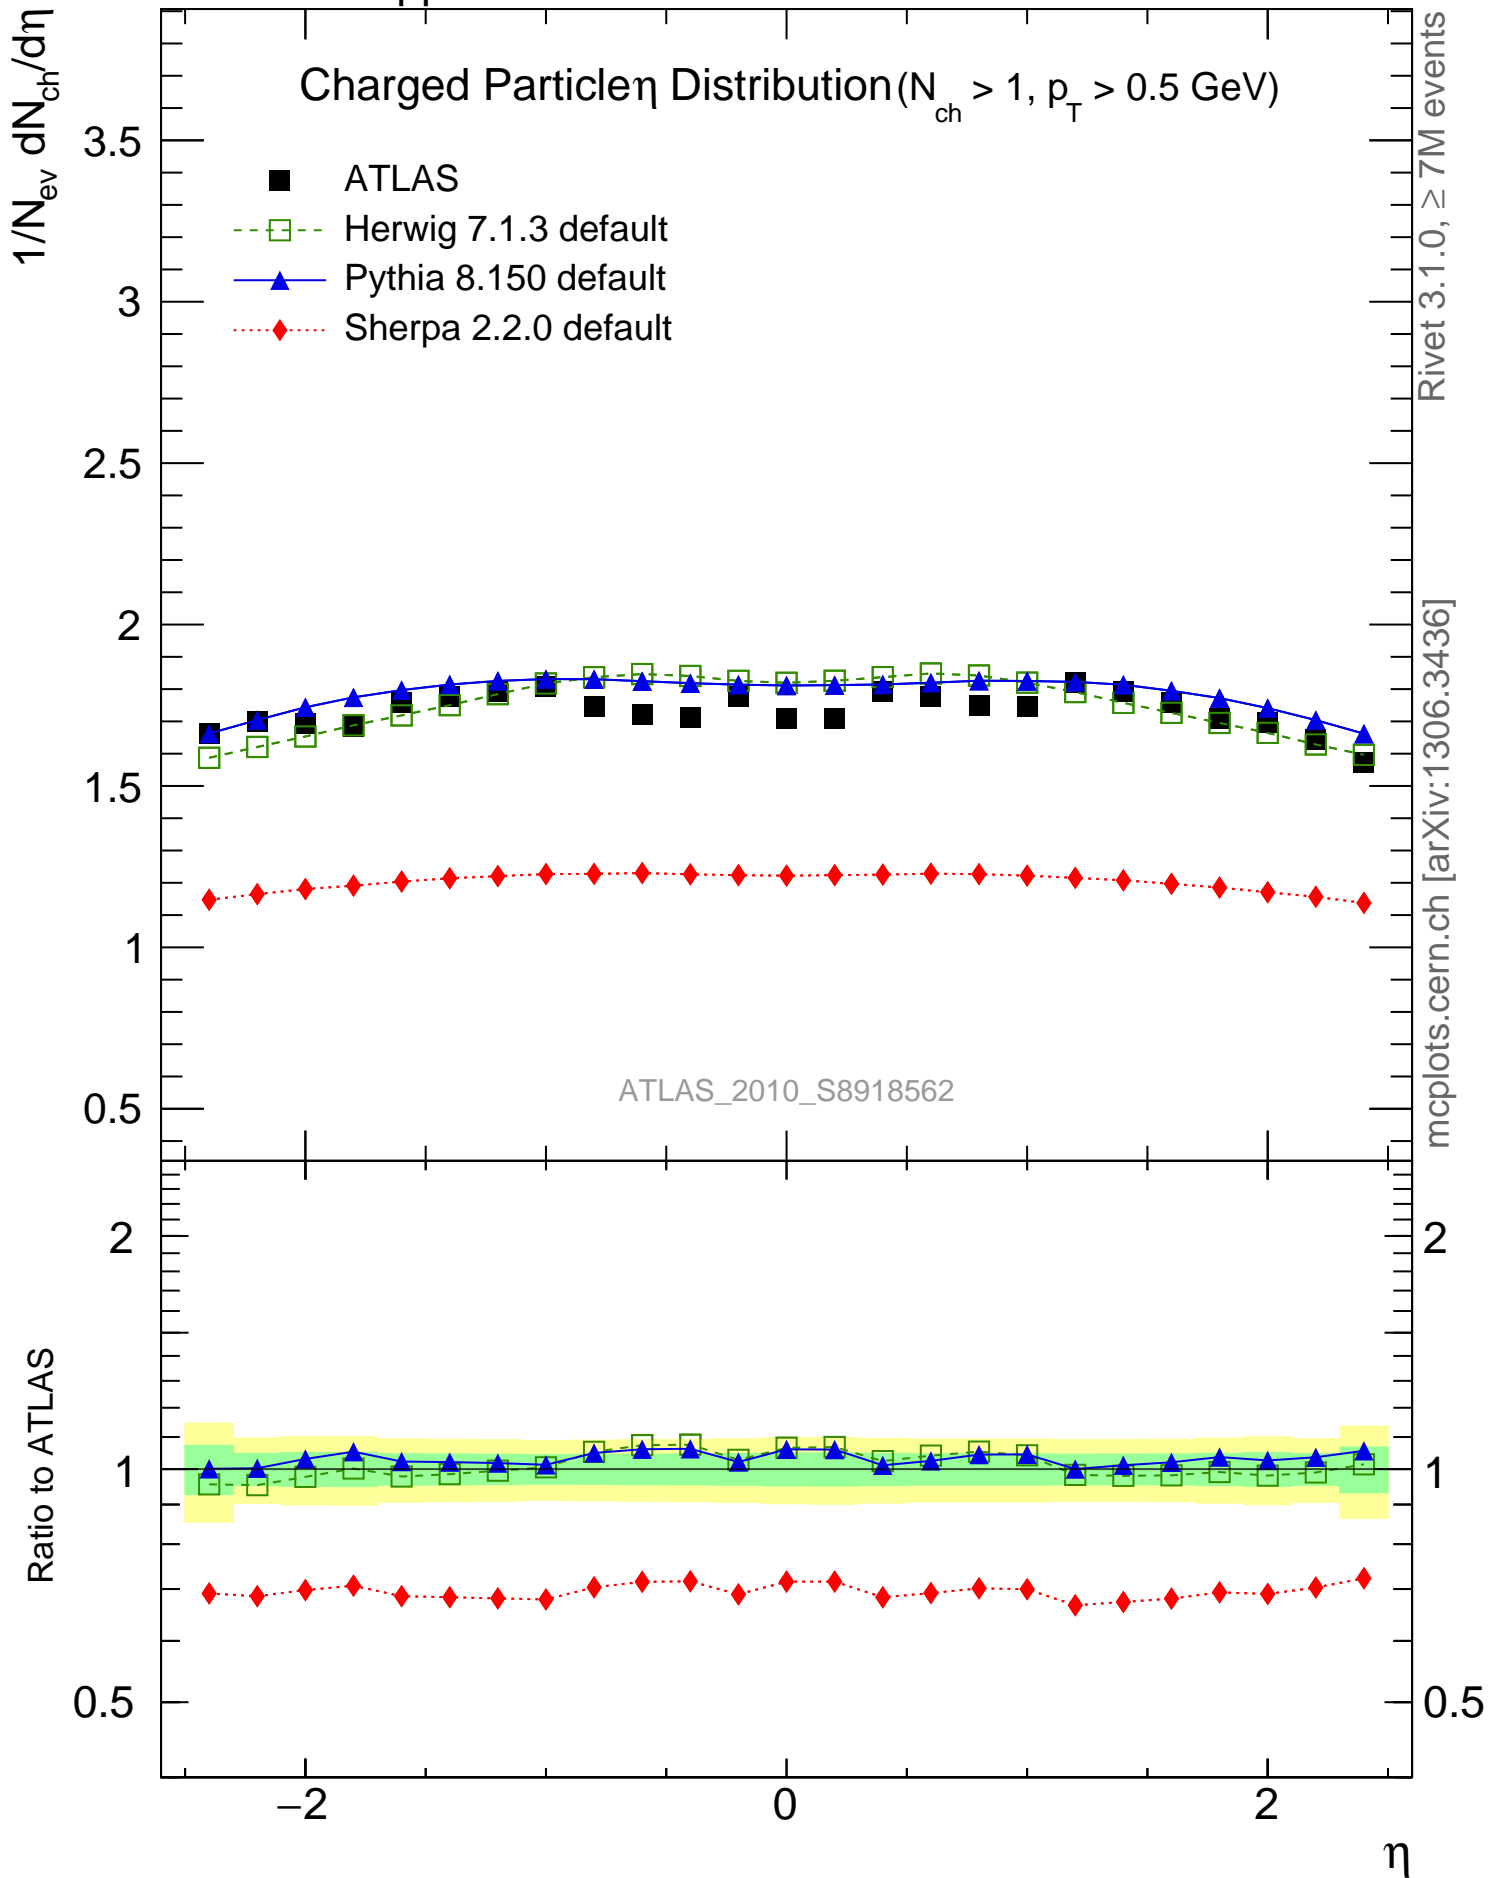 pp
1/N_ev dN_ch/dη
Charged Particleη Distribution(N_ch > 1, p_T > 0.5 GeV)
ATLAS
Herwig 7.1.3 default
Pythia 8.150 default
Sherpa 2.2.0 default
3.5
3
2.5
2
1.5
1
0.5
ATLAS_2010_S8918562
Rivet 3.1.0, ≥ 7M events
mcplots.cern.ch [arXiv:1306.3436]
Ratio to ATLAS
2
1
0.5
2
1
0.5
−2 0 2
η